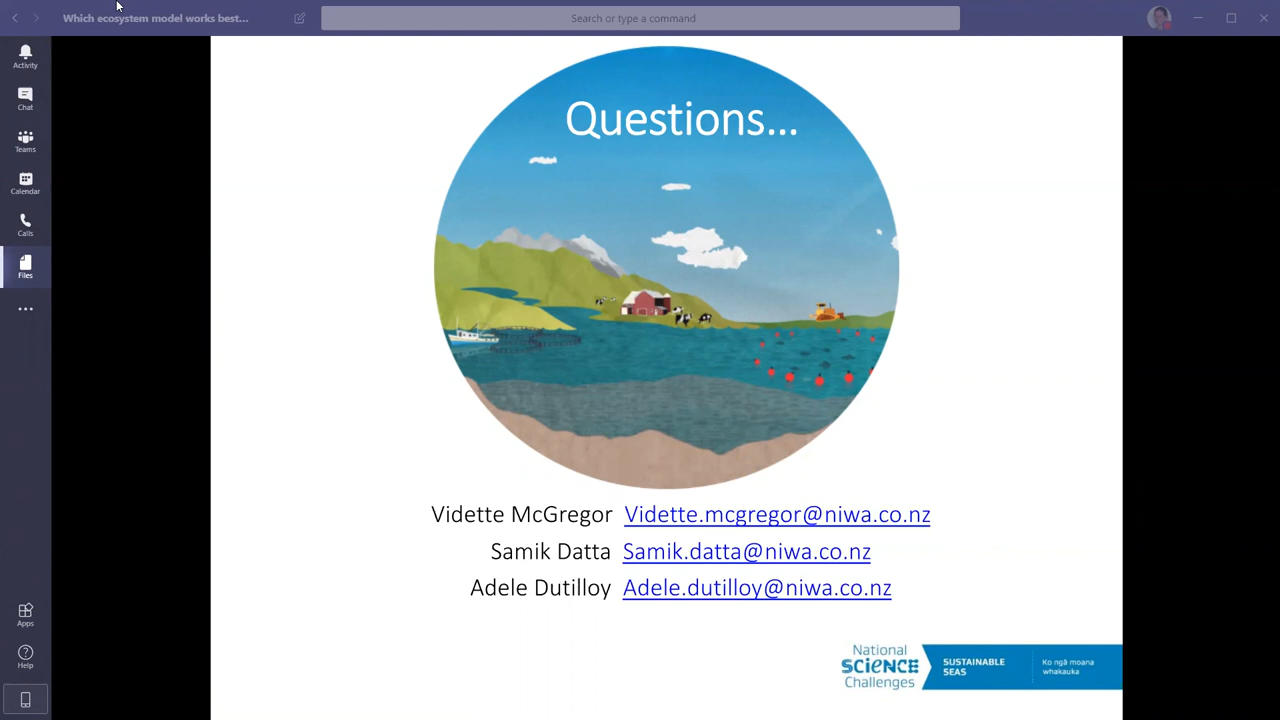 Which ecosystem model works best...
Search or type a command
Activity
Chat
Teams
Calendar
Calls
Files
Apps
Help
Questions...
Vidette McGregor Vidette.mcgregor@niwa.co.nz
Samik Datta Samik.datta@niwa.co.nz
Adele Dutilloy Adele.dutilloy@niwa.co.nz
National
SCIENCE
Challenges
SUSTAINABLE
SEAS
Ko ngā moana
whakauka